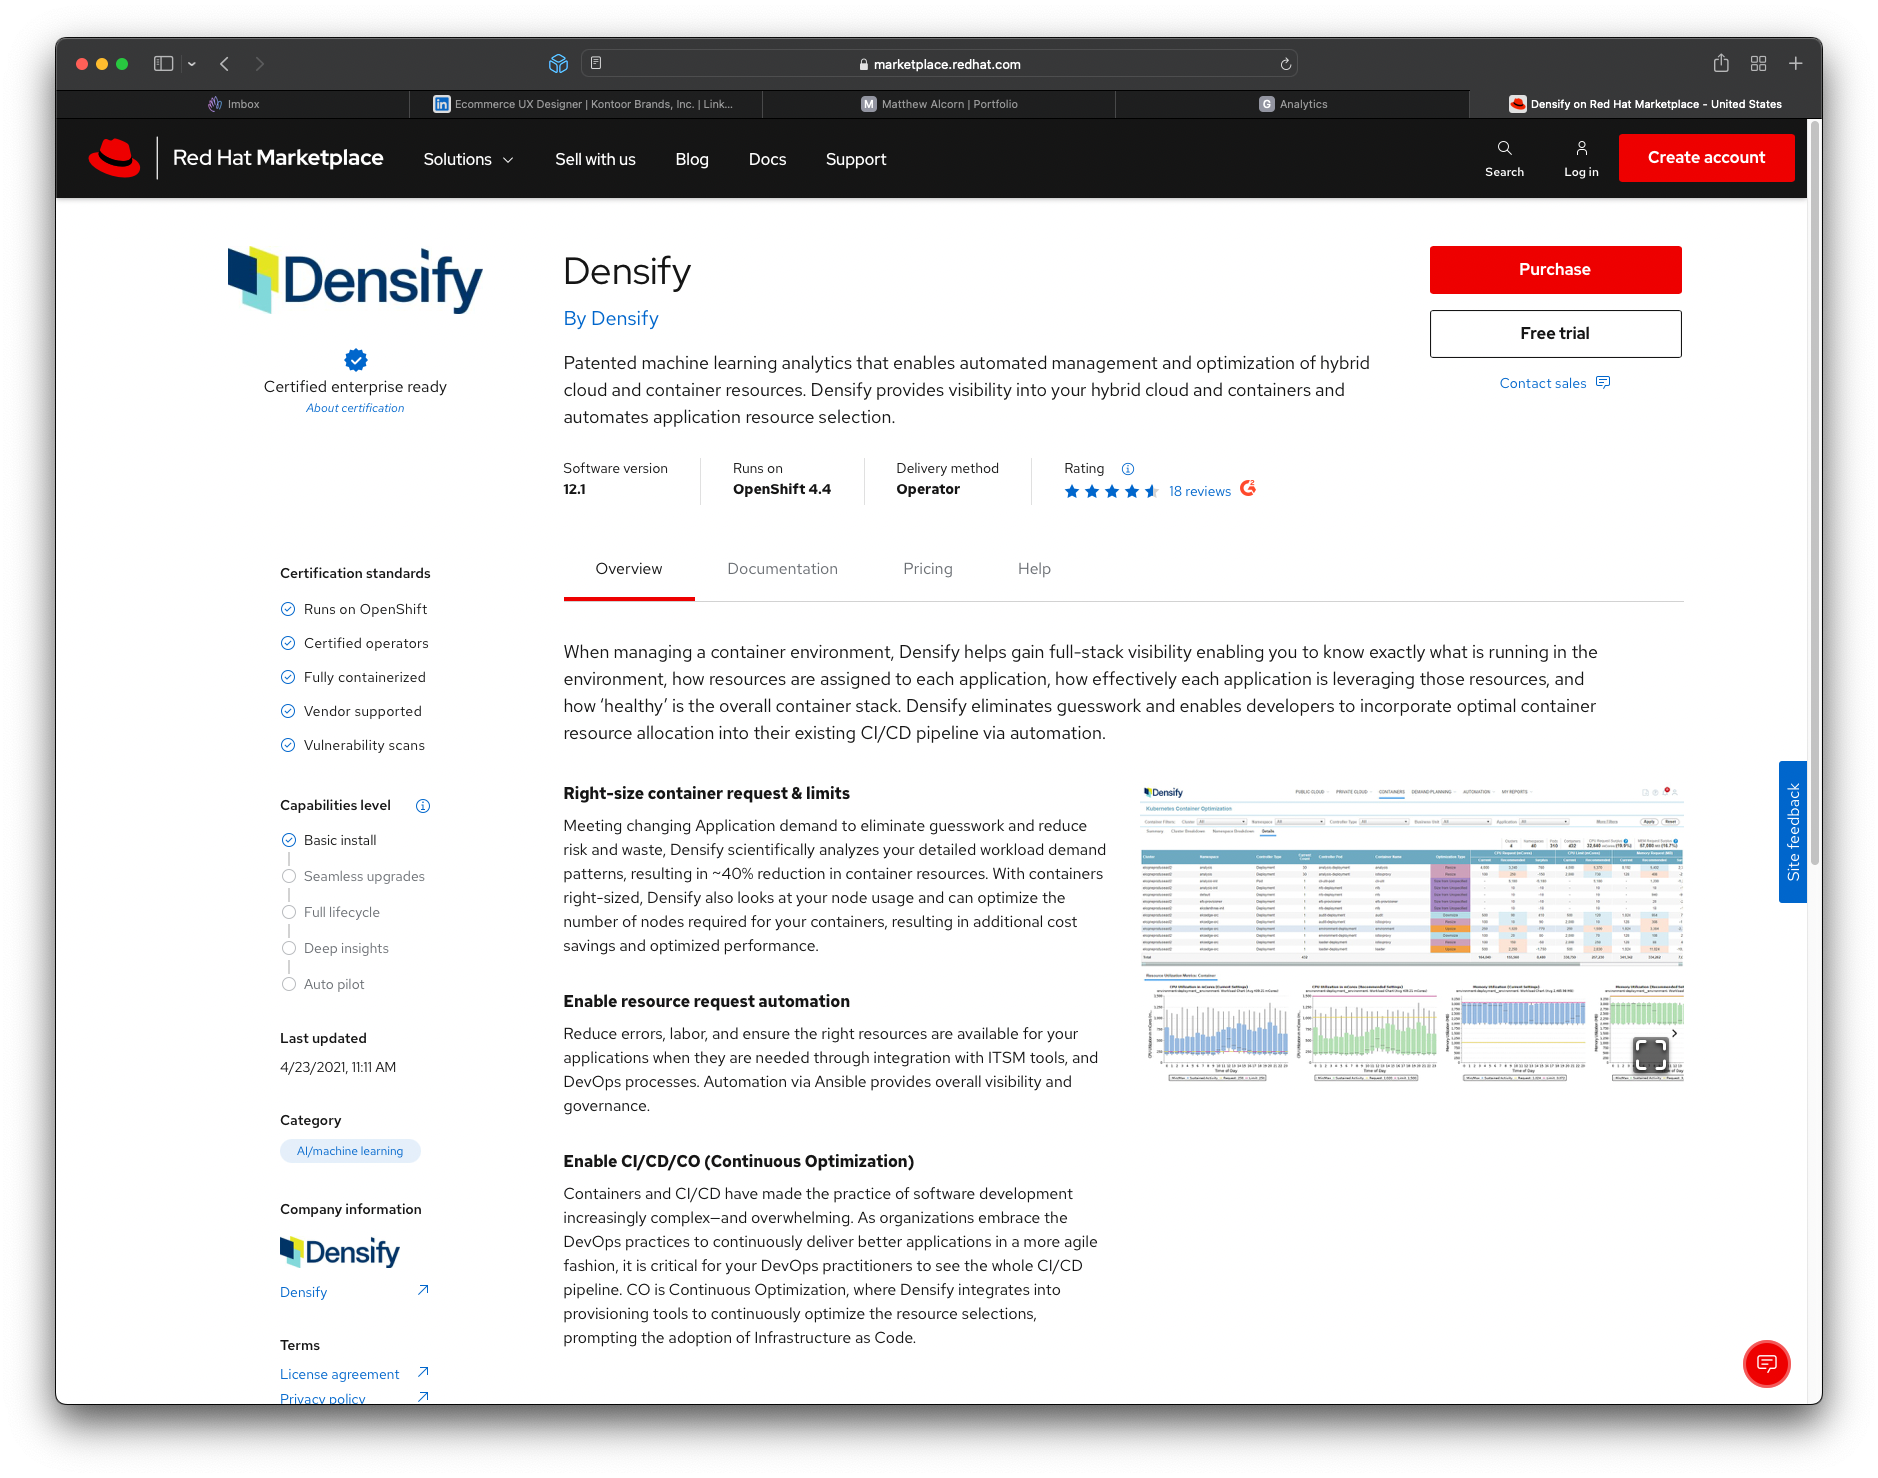 marketplace.redhat.com
Imbox
Ecommerce UX Designer | Kontoor Brands, Inc. | Link...
M Matthew Alcorn | Portfolio
G Analytics
Densify on Red Hat Marketplace - United States
Red Hat Marketplace
Solutions
Sell with us
Blog
Docs
Support
Search
Log in
Create account
Densify
Certified enterprise ready
About certification
Densify
By Densify
Patented machine learning analytics that enables automated management and optimization of hybrid
cloud and container resources. Densify provides visibility into your hybrid cloud and containers and
automates application resource selection.
Purchase
Free trial
Contact sales
Software version
12.1
Runs on
OpenShift 4.4
Delivery method
Operator
Rating
18 reviews
Certification standards
Runs on OpenShift
Certified operators
Fully containerized
Vendor supported
Vulnerability scans
Capabilities level
Basic install
Seamless upgrades
Full lifecycle
Deep insights
Auto pilot
Last updated
4/23/2021, 11:11 AM
Category
AI/machine learning
Company information
Densify
Densify
Terms
License agreement
Privacy policy
Overview
Documentation
Pricing
Help
When managing a container environment, Densify helps gain full-stack visibility enabling you to know exactly what is running in the
environment, how resources are assigned to each application, how effectively each application is leveraging those resources, and
how ‘healthy’ is the overall container stack. Densify eliminates guesswork and enables developers to incorporate optimal container
resource allocation into their existing CI/CD pipeline via automation.
Right-size container request & limits
Meeting changing Application demand to eliminate guesswork and reduce
risk and waste, Densify scientifically analyzes your detailed workload demand
patterns, resulting in ~40% reduction in container resources. With containers
right-sized, Densify also looks at your node usage and can optimize the
number of nodes required for your containers, resulting in additional cost
savings and optimized performance.
Enable resource request automation
Reduce errors, labor, and ensure the right resources are available for your
applications when they are needed through integration with ITSM tools, and
DevOps processes. Automation via Ansible provides overall visibility and
governance.
Enable CI/CD/CO (Continuous Optimization)
Containers and CI/CD have made the practice of software development
increasingly complex—and overwhelming. As organizations embrace the
DevOps practices to continuously deliver better applications in a more agile
fashion, it is critical for your DevOps practitioners to see the whole CI/CD
pipeline. CO is Continuous Optimization, where Densify integrates into
provisioning tools to continuously optimize the resource selections,
prompting the adoption of Infrastructure as Code.
Densify
PUBLIC CLOUD
PRIVATE CLOUD
CONTAINERS
DEMAND PLANNING
AUTOMATION
MY REPORTS
Kubernetes Container Optimization
Site feedback